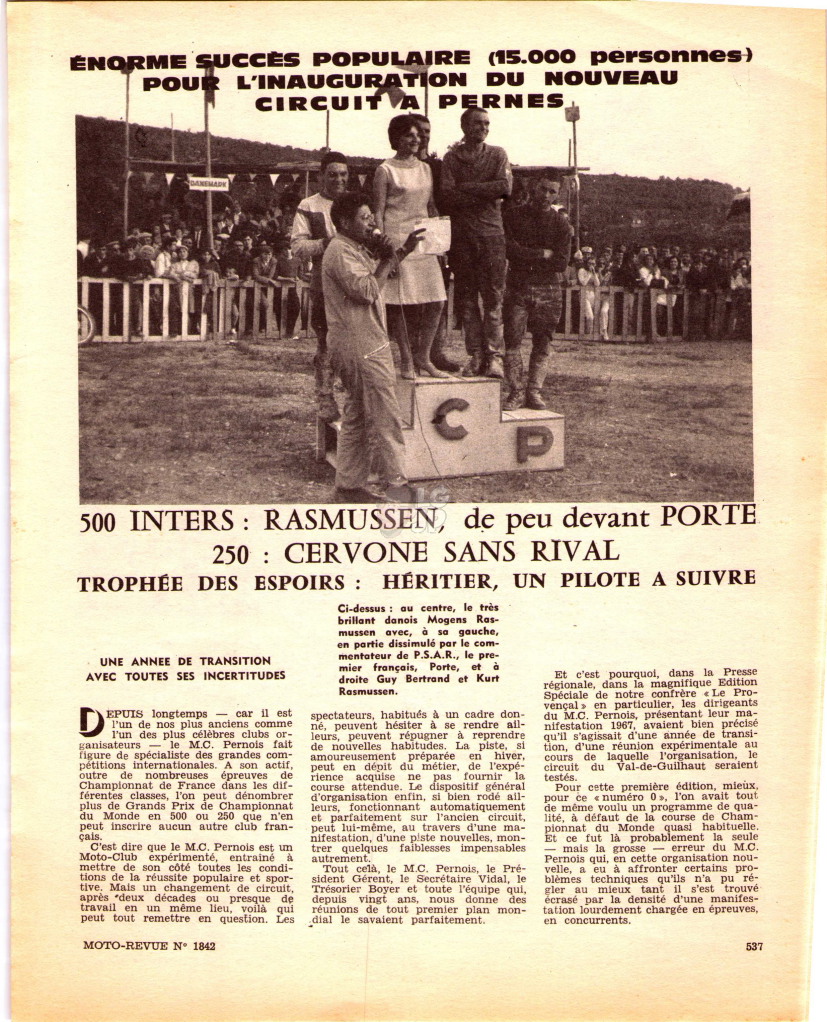 ÉNORME SUCCÈS POPULAIRE (15.000 personnes)
POUR L'INAUGURATION DU NOUVEAU
CIRCUIT A PERNES
DANEMARK
C
P
500 INTERS : RASMUSSEN, de peu devant PORTE
250 : CERVONE SANS RIVAL
TROPHÉE DES ESPOIRS : HÉRITIER, UN PILOTE A SUIVRE
Ci-dessus : au centre, le très
brillant danois Mogens Ras-
mussen avec, à sa gauche,
en partie dissimulé par le com-
mentateur de P.S.A.R., le pre-
mier français, Porte, et à
droite Guy Bertrand et Kurt
Rasmussen.
UNE ANNEE DE TRANSITION
AVEC TOUTES SES INCERTITUDES
DEPUIS longtemps — car il est
l'un de nos plus anciens comme
l'un des plus célèbres clubs or-
ganisateurs — le M.C. Pernois fait
figure de spécialiste des grandes com-
pétitions internationales. A son actif,
outre de nombreuses épreuves de
Championnat de France dans les dif-
férentes classes, l'on peut dénombrer
plus de Grands Prix de Championnat
du Monde en 500 ou 250 que n'en
peut inscrire aucun autre club fran-
çais.
C'est dire que le M.C. Pernois est un
Moto-Club expérimenté, entraîné à
mettre de son côté toutes les condi-
tions de la réussite populaire et spor-
tive. Mais un changement de circuit,
après deux décades ou presque de
travail en un même lieu, voilà qui
peut tout remettre en question. Les
spectateurs, habitués à un cadre don-
né, peuvent hésiter à se rendre ail-
leurs, peuvent répugner à reprendre
de nouvelles habitudes. La piste, si
amoureusement préparée en hiver,
peut en dépit du métier, de l'expé-
rience acquise ne pas fournir la
course attendue. Le dispositif général
d'organisation enfin, si bien rodé ail-
leurs, fonctionnant automatiquement
et parfaitement sur l'ancien circuit,
peut lui-même, au travers d'une ma-
nifestation, d'une piste nouvelles, mon-
trer quelques faiblesses impensables
autrement.
Tout celà, le M.C. Pernois, le Pré-
sident Gérent, le Secrétaire Vidal, le
Trésorier Boyer et toute l'équipe qui,
depuis vingt ans, nous donne des
réunions de tout premier plan mon-
dial le savaient parfaitement.
Et c'est pourquoi, dans la Presse
régionale, dans la magnifique Edition
Spéciale de notre confrère « Le Pro-
vençal » en particulier, les dirigeants
du M.C. Pernois, présentant leur ma-
nifestation 1967, avaient bien précisé
qu'il s'agissait d'une année de transi-
tion, d'une réunion expérimentale au
cours de laquelle l'organisation, le
circuit du Val-de-Guilhaut seraient
testés.
Pour cette première édition, mieux,
pour ce « numéro 0 », l'on avait tout
de même voulu un programme de qua-
lité, à défaut de la course de Cham-
pionnat du Monde quasi habituelle.
Et ce fut là probablement la seule
— mais la grosse — erreur du M.C.
Pernois qui, en cette organisation nou-
velle, a eu à affronter certains pro-
blèmes techniques qu'ils n'a pu ré-
gler au mieux tant il s'est trouvé
écrasé par la densité d'une manifes-
tation lourdement chargée en épreuves,
en concurrents.
MOTO-REVUE N° 1842
537